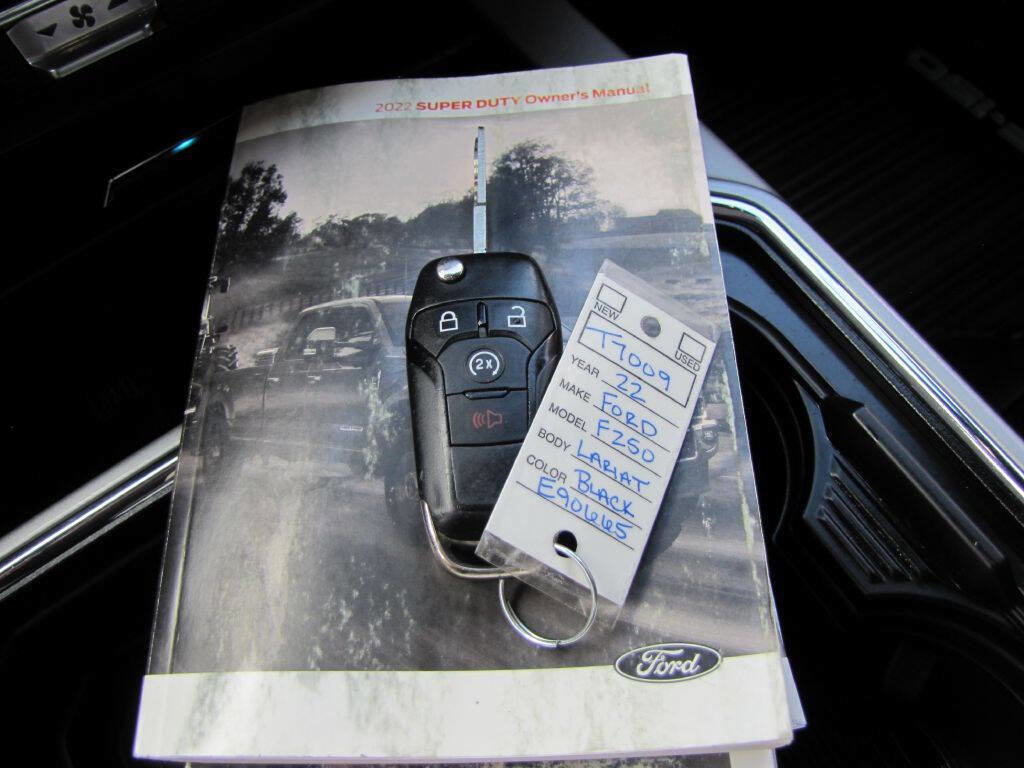 2022 SUPER DUTY Owner's Manual
2X
NEW
USED
T7009
YEAR 22
MAKE FORD
MODEL F250
BODY LARIAT
COLOR BLACK
E90665
Ford